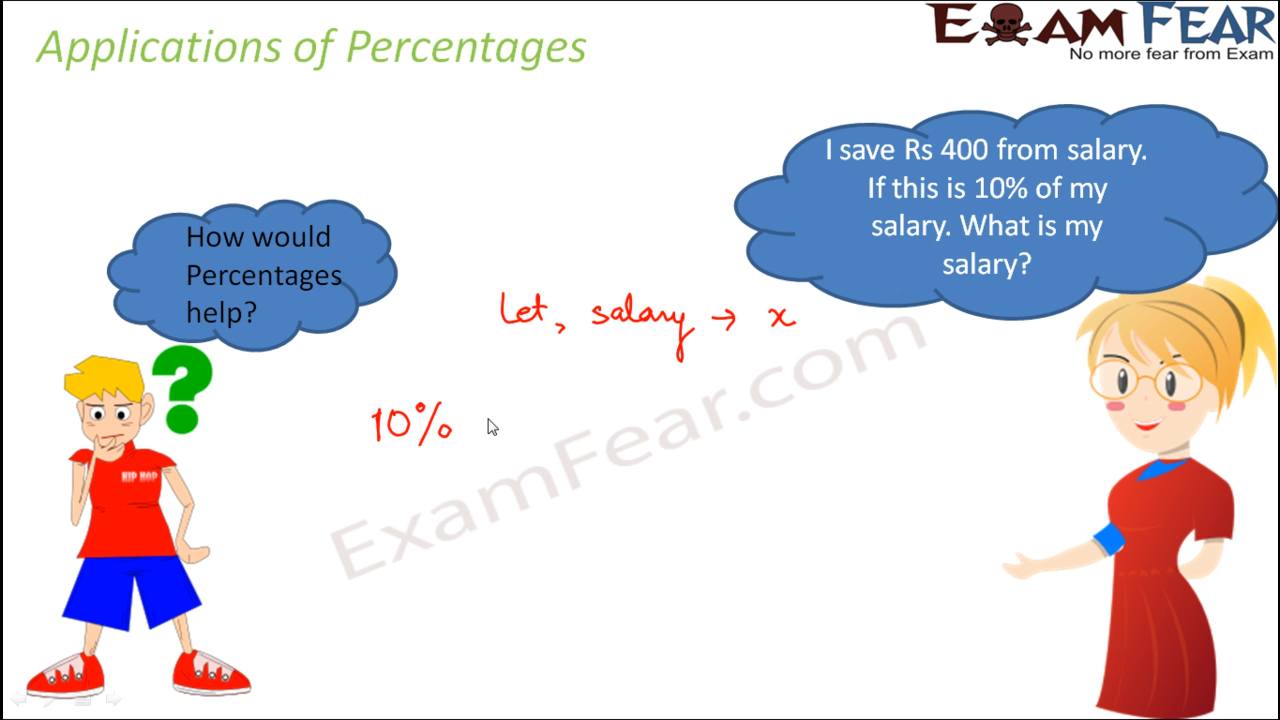 Applications of Percentages
EXAM FEAR
No more fear from Exam
I save Rs 400 from salary.
If this is 10% of my
salary. What is my
salary?
How would
Percentages
help?
Let, salary → x
10%
ExamFear.com
HIP HOP